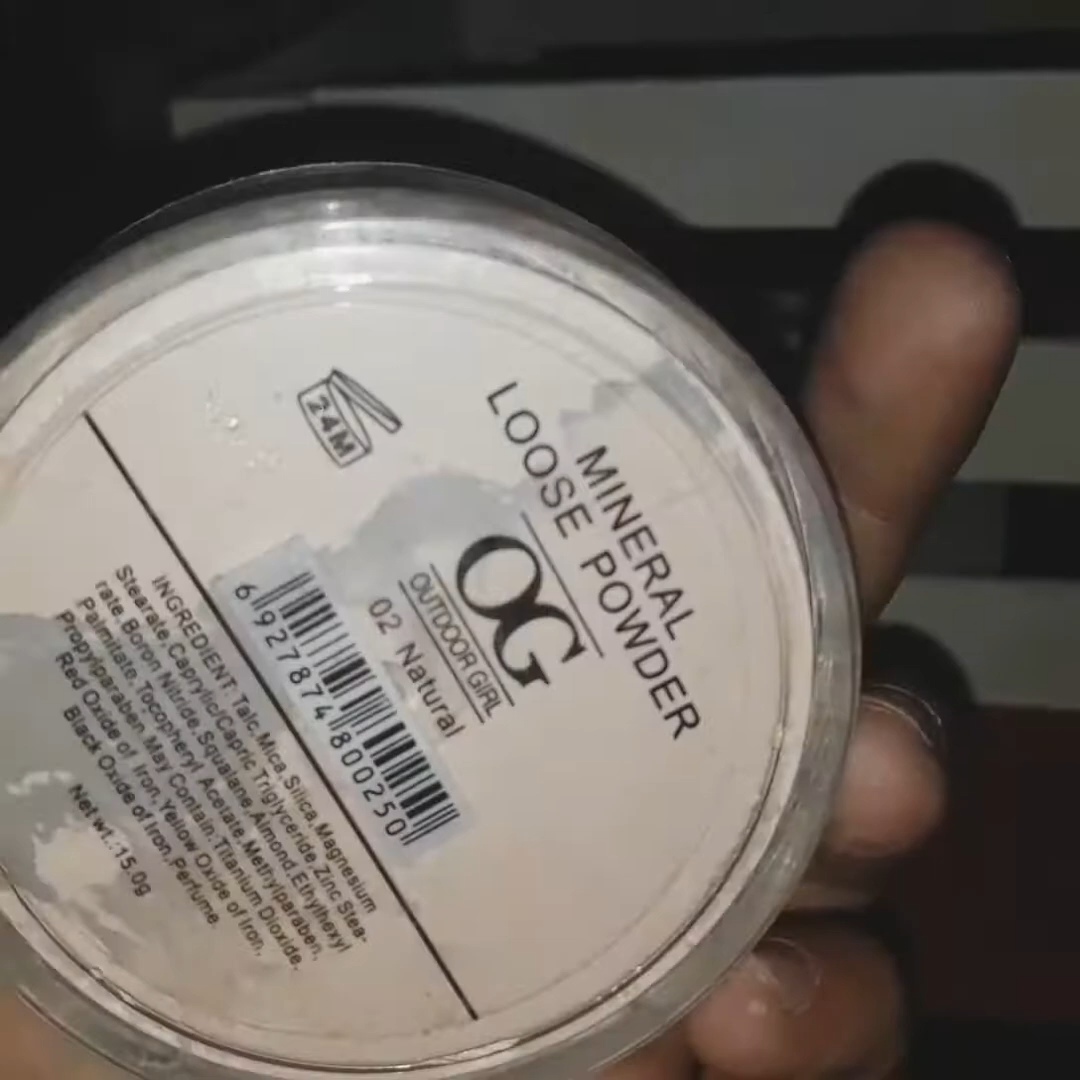 MINERAL
LOOSE POWDER
OG
OUTDOOR GIRL
02 Natural
24M
6 927874 800250
INGREDIENT: Talc, Mica, Silica, Magnesium
Stearate, Caprylic/Capric Triglyceride, Zinc Stea-
rate, Boron Nitride, Squalane, Almond, Ethylhexyl
Palmitate, Tocopheryl Acetate, Methylparaben,
Propylparaben. May Contain: Titanium Dioxide,
Red Oxide of Iron, Yellow Oxide of Iron,
Black Oxide of Iron, Perfume.
Net wt.:15.0g